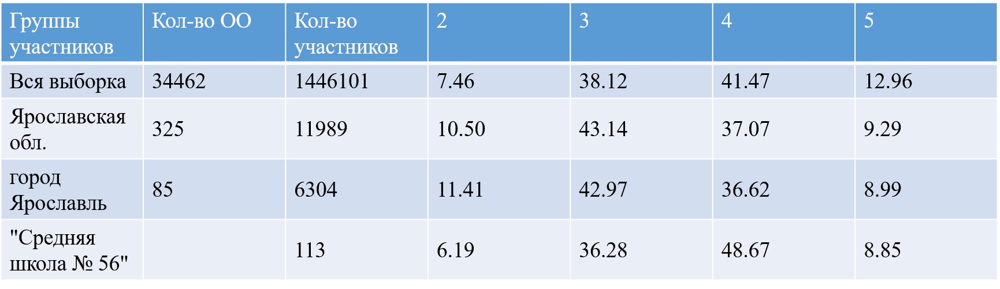 Группы участников Кол-во ОО Кол-во участников 2 3 4 5
Вся выборка 34462 1446101 7.46 38.12 41.47 12.96
Ярославская обл. 325 11989 10.50 43.14 37.07 9.29
город Ярославль 85 6304 11.41 42.97 36.62 8.99
"Средняя школа № 56" 113 6.19 36.28 48.67 8.85